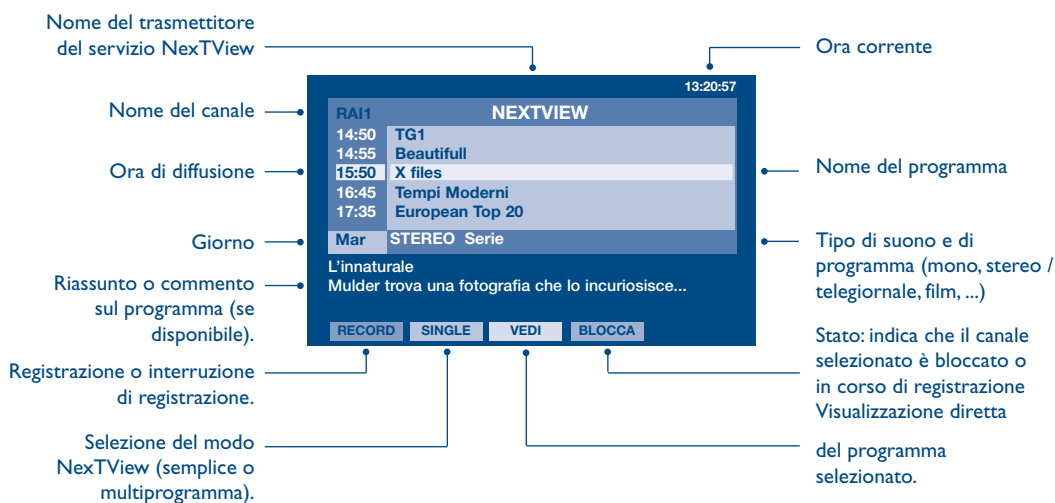 Nome del trasmettitore
del servizio NexTView
Ora corrente
13:20:57
Nome del canale
RAI1 NEXTVIEW
14:50 TG1
14:55 Beautifull
Ora di diffusione
15:50 X files
Nome del programma
16:45 Tempi Moderni
17:35 European Top 20
Giorno
Mar STEREO Serie
Tipo di suono e di
programma (mono, stereo /
telegiornale, film, ...)
L'innaturale
Mulder trova una fotografia che lo incuriosisce...
Riassunto o commento
sul programma (se
disponibile).
RECORD SINGLE VEDI BLOCCA
Stato: indica che il canale
selezionato è bloccato o
in corso di registrazione
Visualizzazione diretta
Registrazione o interruzione
di registrazione.
Selezione del modo
NexTView (semplice o
multiprogramma).
del programma
selezionato.